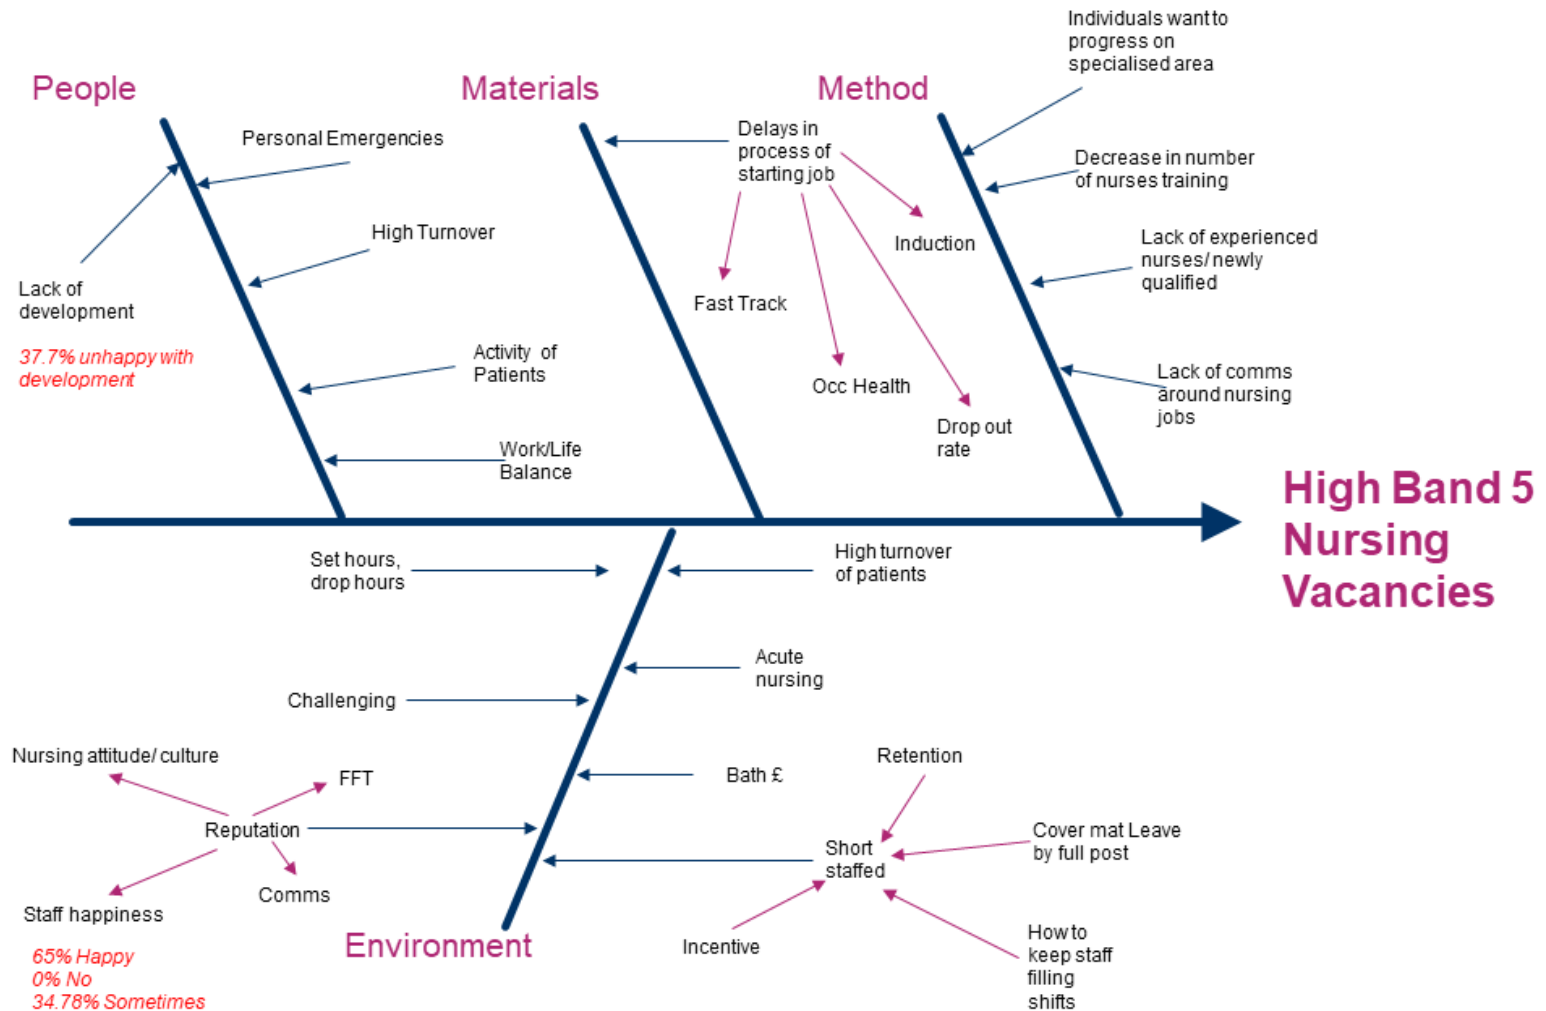 Individuals want to
progress on
specialised area
People
Materials
Method
Personal Emergencies
Delays in
process of
starting job
Decrease in number
of nurses training
High Turnover
Induction
Lack of experienced
nurses/ newly
qualified
Lack of
development
37.7% unhappy with
development
Fast Track
Activity of
Patients
Occ Health
Lack of comms
around nursing
jobs
Drop out
rate
Work/Life
Balance
High Band 5
Nursing
Vacancies
Set hours,
drop hours
High turnover
of patients
Acute
nursing
Challenging
Nursing attitude/ culture
FFT
Bath £
Retention
Reputation
Short
staffed
Cover mat Leave
by full post
Comms
Staff happiness
65% Happy
0% No
34.78% Sometimes
Environment
Incentive
How to
keep staff
filling
shifts